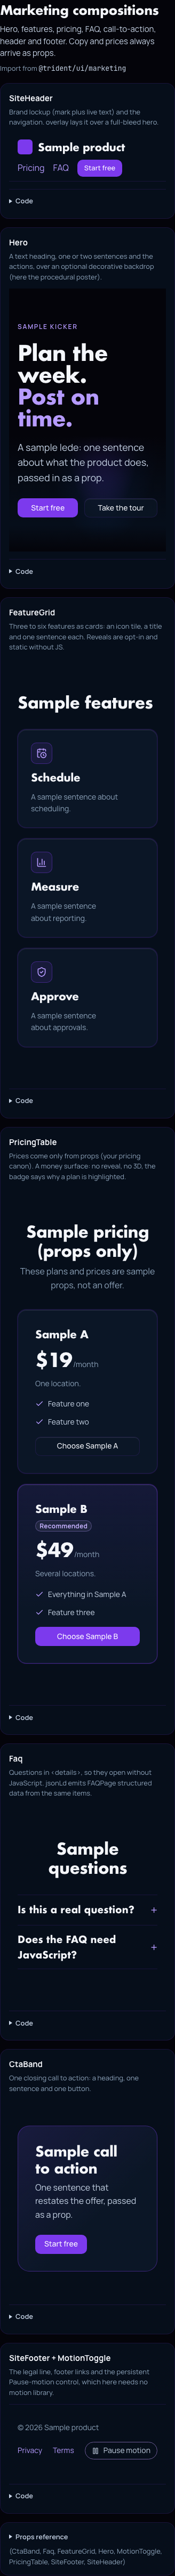 Marketing compositions
Hero, features, pricing, FAQ, call-to-action,
header and footer. Copy and prices always
arrive as props.
Import from @trident/ui/marketing
SiteHeader
Brand lockup (mark plus live text) and the
navigation. overlay lays it over a full-bleed hero.
Sample product
Pricing FAQ Start free
Code
Hero
A text heading, one or two sentences and the
actions, over an optional decorative backdrop
(here the procedural poster).
SAMPLE KICKER
Plan the
week.
Post on
time.
A sample lede: one sentence
about what the product does,
passed in as a prop.
Start free Take the tour
Code
FeatureGrid
Three to six features as cards: an icon tile, a title
and one sentence each. Reveals are opt-in and
static without JS.
Sample features
Schedule
A sample sentence about
scheduling.
Measure
A sample sentence
about reporting.
Approve
A sample sentence
about approvals.
Code
PricingTable
Prices come only from props (your pricing
canon). A money surface: no reveal, no 3D, the
badge says why a plan is highlighted.
Sample pricing
(props only)
These plans and prices are sample
props, not an offer.
Sample A
$19/month
One location.
Feature one
Feature two
Choose Sample A
Sample B
Recommended
$49/month
Several locations.
Everything in Sample A
Feature three
Choose Sample B
Code
Faq
Questions in <details>, so they open without
JavaScript. jsonLd emits FAQPage structured
data from the same items.
Sample
questions
Is this a real question? +
Does the FAQ need
JavaScript? +
Code
CtaBand
One closing call to action: a heading, one
sentence and one button.
Sample call
to action
One sentence that
restates the offer, passed
as a prop.
Start free
Code
SiteFooter + MotionToggle
The legal line, footer links and the persistent
Pause-motion control, which here needs no
motion library.
© 2026 Sample product
Privacy Terms Pause motion
Code
Props reference
(CtaBand, Faq, FeatureGrid, Hero, MotionToggle,
PricingTable, SiteFooter, SiteHeader)